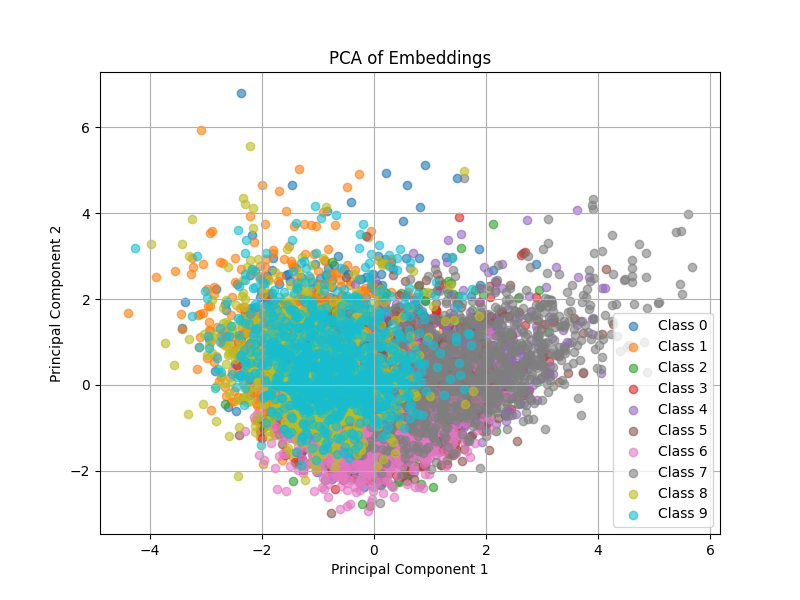 PCA of Embeddings
Principal Component 2
6
4
2
0
−2
−4
−2
0
2
4
6
Principal Component 1
Class 0
Class 1
Class 2
Class 3
Class 4
Class 5
Class 6
Class 7
Class 8
Class 9